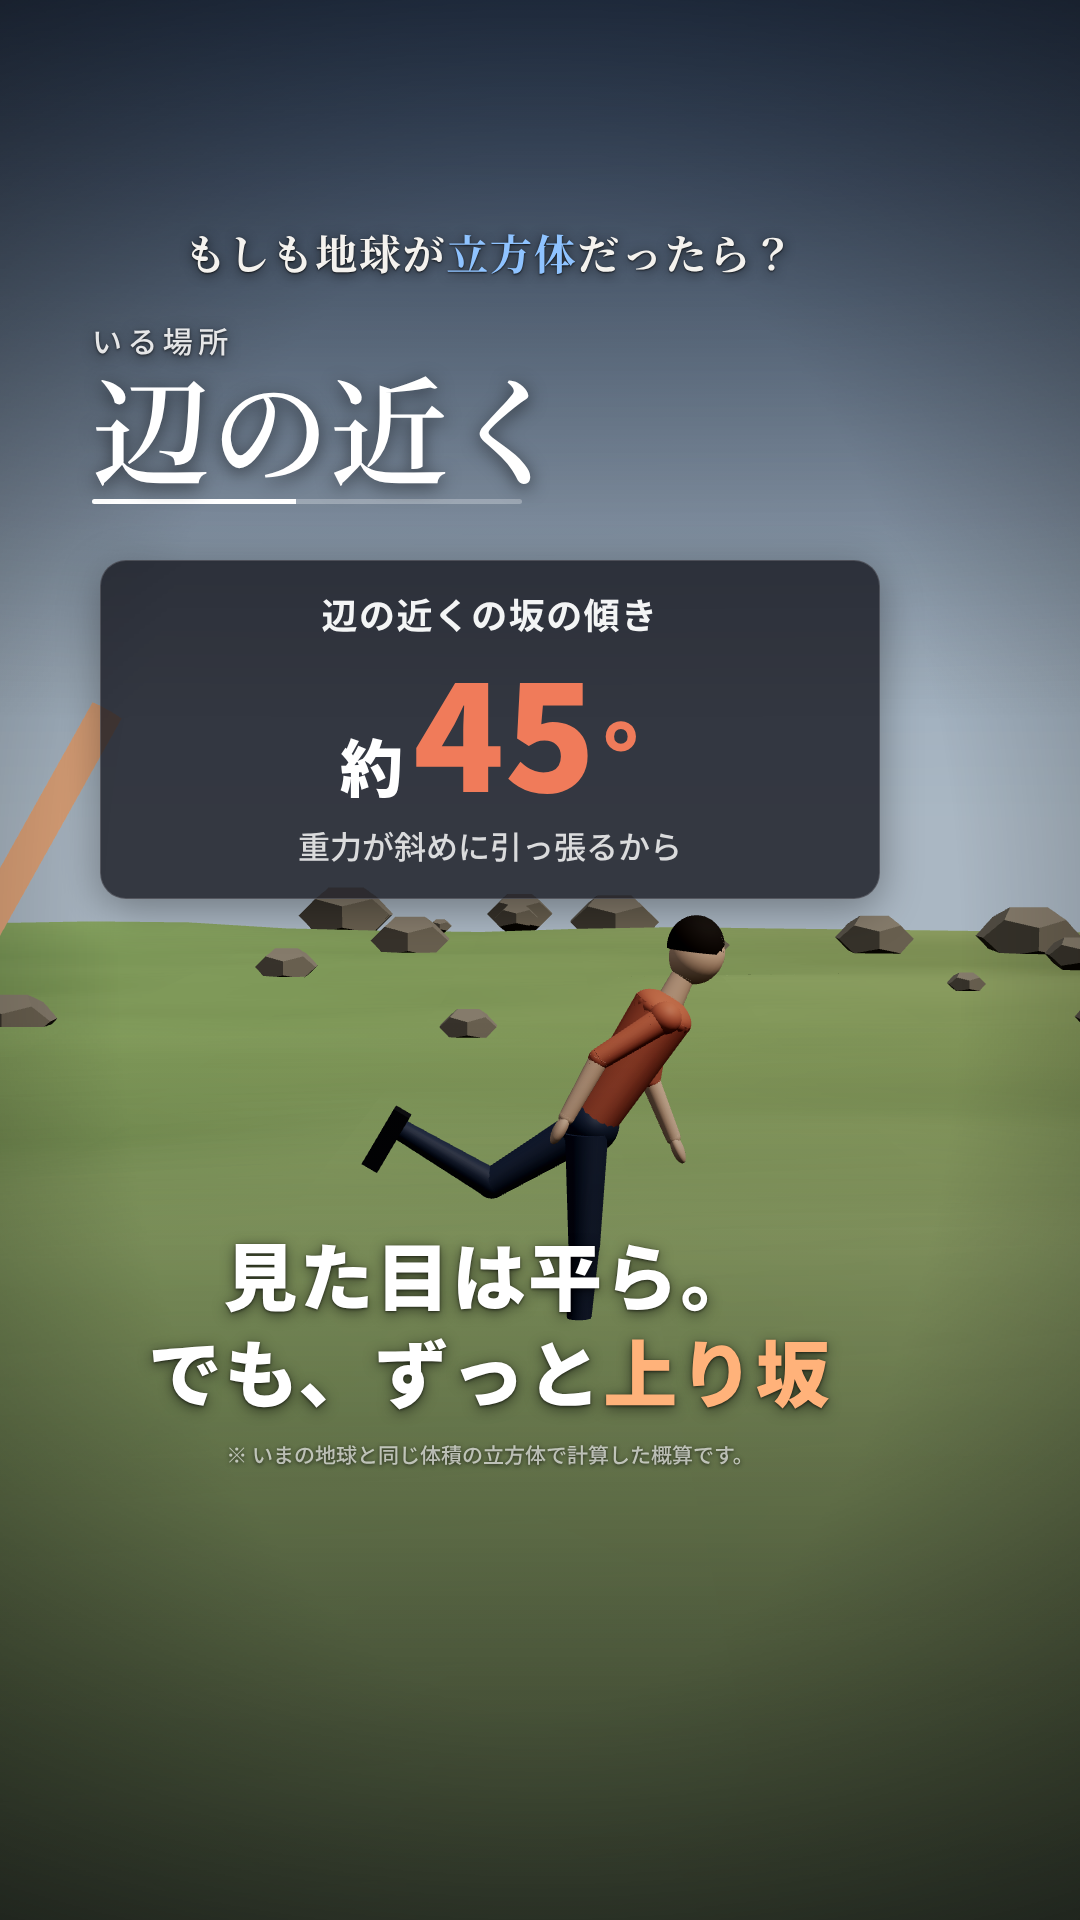 もしも地球が立方体だったら？
いる場所
辺の近く
辺の近くの坂の傾き
約45°
重力が斜めに引っ張るから
見た目は平ら。
でも、ずっと上り坂
※ いまの地球と同じ体積の立方体で計算した概算です。